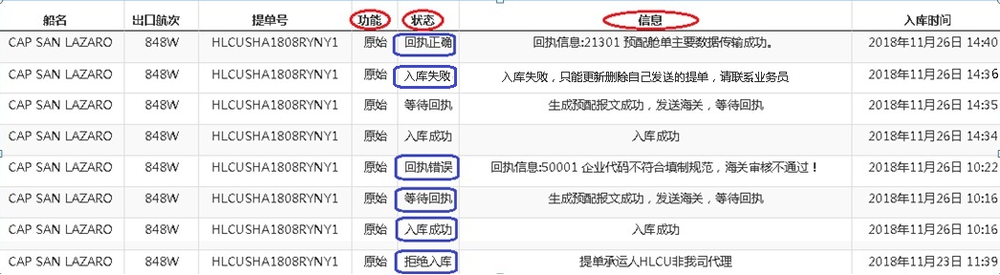 船名 出口航次 提单号 功能 状态 信息 入库时间
CAP SAN LAZARO 848W HLCUSHA1808RYNY1 原始 回执正确 回执信息:21301 预配舱单主要数据传输成功。 2018年11月26日 14:40
CAP SAN LAZARO 848W HLCUSHA1808RYNY1 原始 入库失败 入库失败，只能更新删除自己发送的提单，请联系业务员 2018年11月26日 14:36
CAP SAN LAZARO 848W HLCUSHA1808RYNY1 原始 等待回执 生成预配报文成功，发送海关，等待回执 2018年11月26日 14:35
CAP SAN LAZARO 848W HLCUSHA1808RYNY1 原始 入库成功 入库成功 2018年11月26日 14:34
CAP SAN LAZARO 848W HLCUSHA1808RYNY1 原始 回执错误 回执信息:50001 企业代码不符合填制规范，海关审核不通过！ 2018年11月26日 10:22
CAP SAN LAZARO 848W HLCUSHA1808RYNY1 原始 等待回执 生成预配报文成功，发送海关，等待回执 2018年11月26日 10:16
CAP SAN LAZARO 848W HLCUSHA1808RYNY1 原始 入库成功 入库成功 2018年11月26日 10:16
CAP SAN LAZARO 848W HLCUSHA1808RYNY1 原始 拒绝入库 提单承运人HLCU非我司代理 2018年11月23日 11:39